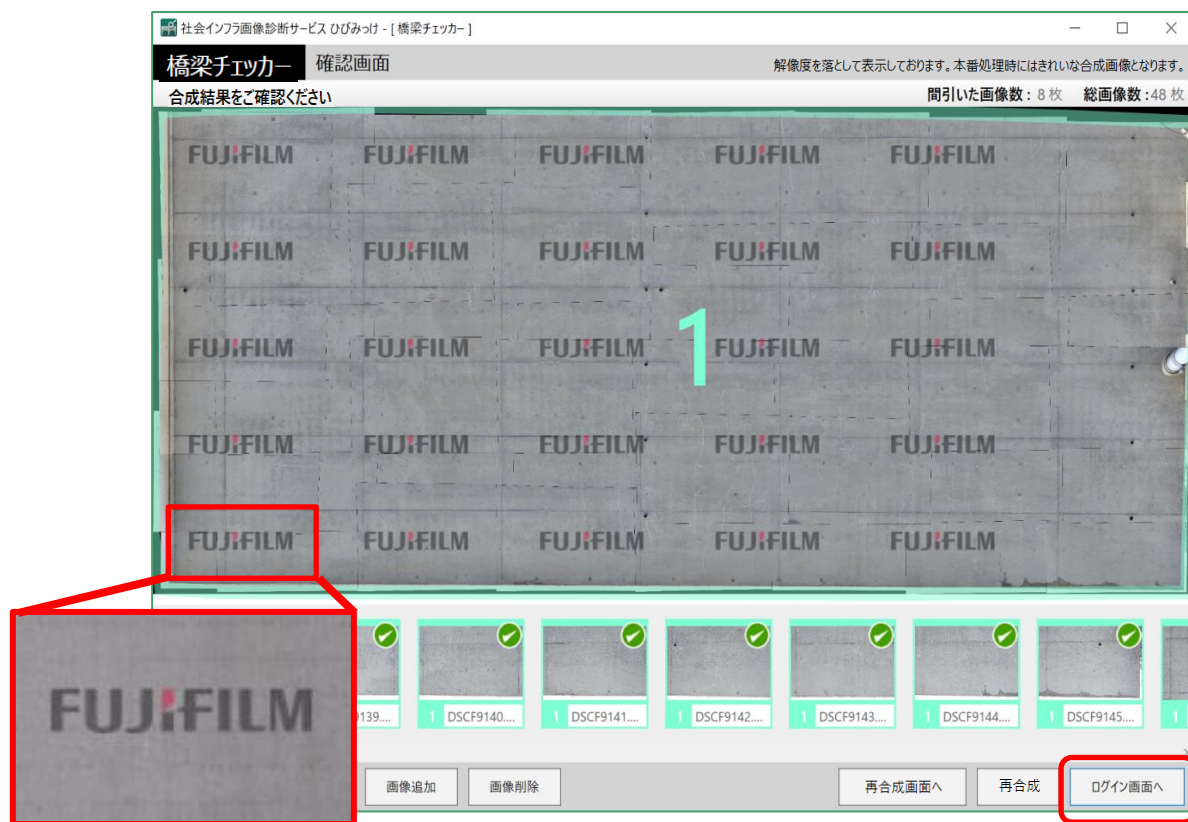 社会インフラ画像診断サービス ひびみっけ - [ 橋梁チェッカー ]
橋梁チェッカー 確認画面 解像度を落として表示しております。本番処理時にはきれいな合成画像となります。
合成結果をご確認ください 間引いた画像数 : 8 枚 総画像数 :48 枚
FUJIFILM FUJIFILM FUJIFILM FUJIFILM FUJIFILM
FUJIFILM FUJIFILM FUJIFILM FUJIFILM FUJIFILM
1
FUJIFILM FUJIFILM FUJIFILM FUJIFILM FUJIFILM
FUJIFILM FUJIFILM FUJIFILM FUJIFILM FUJIFILM
FUJIFILM FUJIFILM FUJIFILM FUJIFILM FUJIFILM
FUJIFILM
9139.... 1 DSCF9140.... 1 DSCF9141.... 1 DSCF9142.... 1 DSCF9143.... 1 DSCF9144.... 1 DSCF9145.... 1
画像追加 画像削除 再合成画面へ 再合成 ログイン画面へ